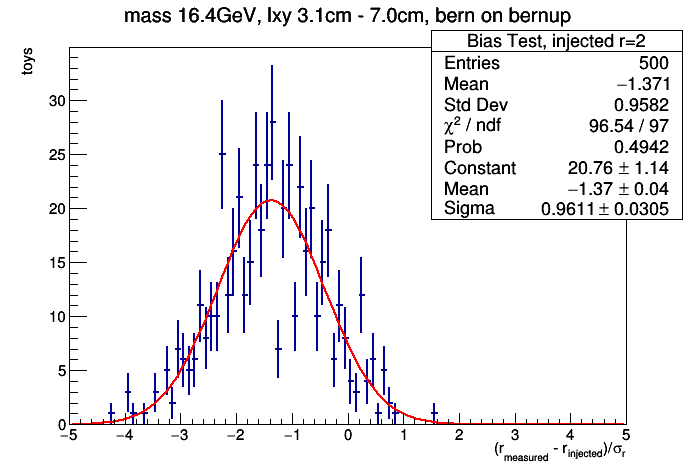 mass 16.4GeV, lxy 3.1cm - 7.0cm, bern on bernup
Bias Test, injected r=2
Entries 500
Mean −1.371
Std Dev 0.9582
χ² / ndf 96.54 / 97
Prob 0.4942
Constant 20.76 ± 1.14
Mean −1.37 ± 0.04
Sigma 0.9611 ± 0.0305
toys
30
25
20
15
10
5
0
−5 −4 −3 −2 −1 0 1 2 3 4 5
(r_measured - r_injected)/σ_r